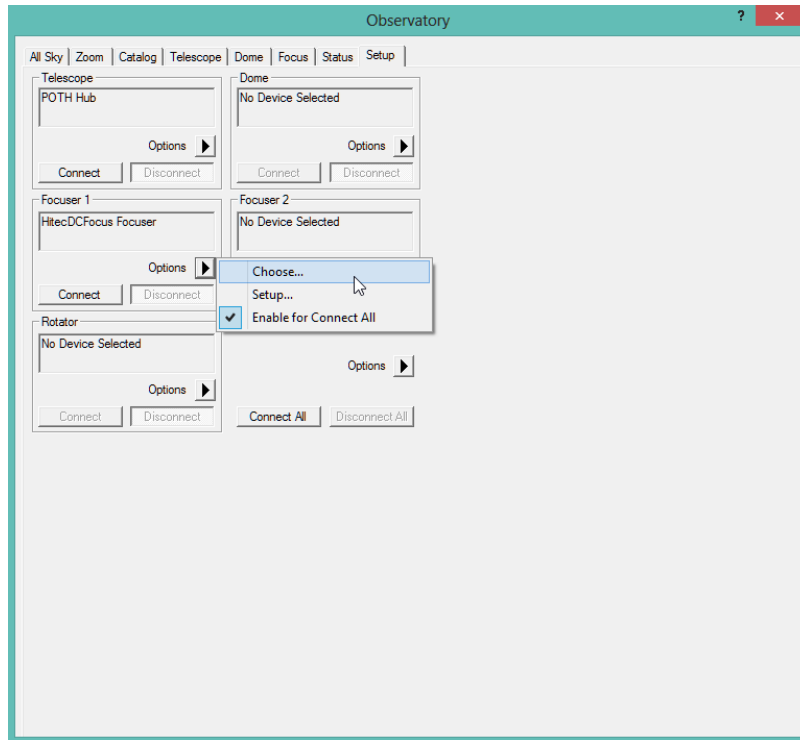 Observatory
?
All Sky
Zoom
Catalog
Telescope
Dome
Focus
Status
Setup
Telescope
POTH Hub
Options
Connect
Disconnect
Dome
No Device Selected
Options
Connect
Disconnect
Focuser 1
HitecDCFocus Focuser
Options
Connect
Disconnect
Focuser 2
No Device Selected
Choose...
Setup...
Enable for Connect All
Rotator
No Device Selected
Options
Connect
Disconnect
Options
Connect All
Disconnect All